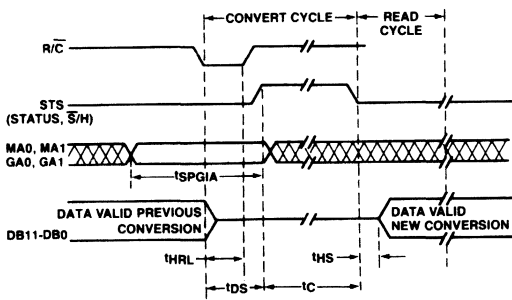 CONVERT CYCLE
READ
CYCLE
R/C̅
STS
(STATUS, S̅/H)
MA0, MA1
GA0, GA1
tSPGIA
DATA VALID PREVIOUS
CONVERSION
DATA VALID
NEW CONVERSION
DB11-DB0
tHRL
tHS
tDS
tC